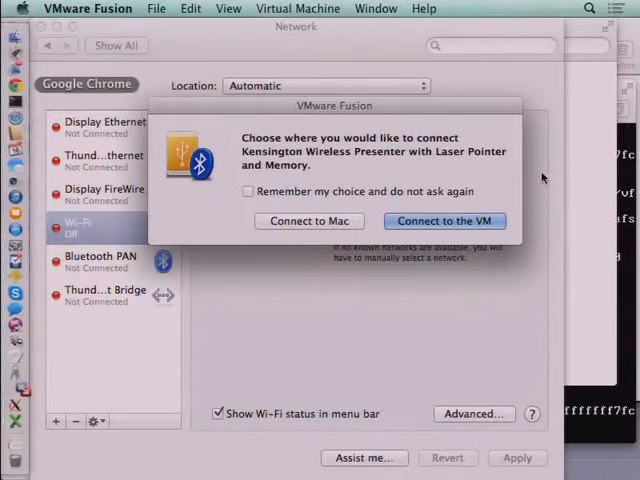 VMware Fusion File Edit View Virtual Machine Window Help
Network
Show All
Google Chrome
Location: Automatic
VMware Fusion
Choose where you would like to connect
Kensington Wireless Presenter with Laser Pointer
and Memory.
Remember my choice and do not ask again
Connect to Mac Connect to the VM
Display Ethernet
Not Connected
Thund...thernet
Not Connected
Display FireWire
Not Connected
Wi-Fi
Off
Bluetooth PAN
Not Connected
Thund...t Bridge
Not Connected
If no known networks are available, you will
have to manually select a network.
Show Wi-Fi status in menu bar
Advanced... ?
Assist me... Revert Apply
fffffff7fc